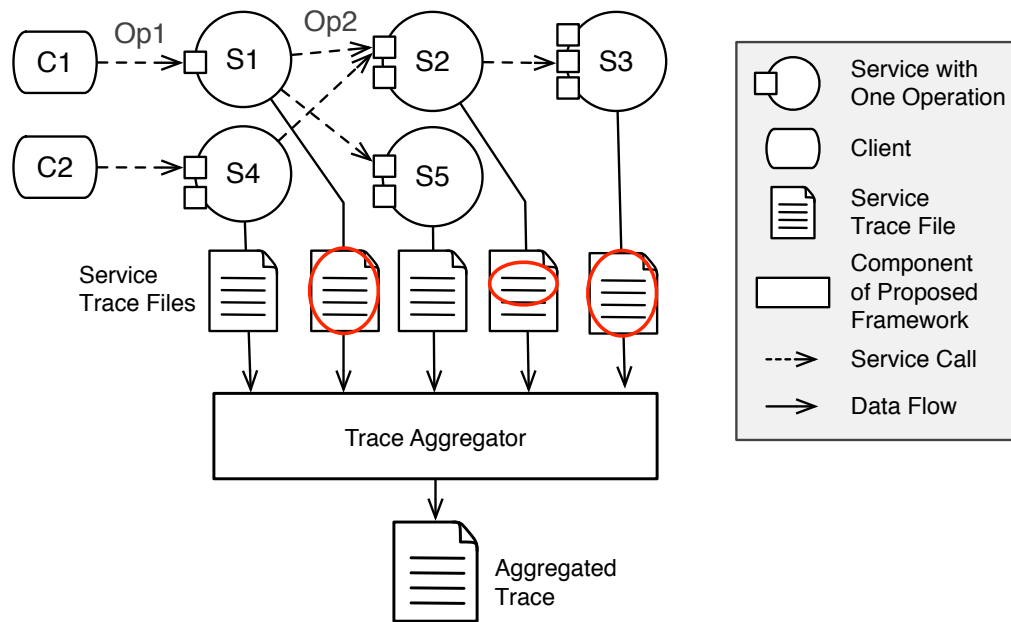 Op1
Op2
C1
S1
S2
S3
C2
S4
S5
Service
Trace Files
Trace Aggregator
Aggregated
Trace
Service with
One Operation
Client
Service
Trace File
Component
of Proposed
Framework
Service Call
Data Flow